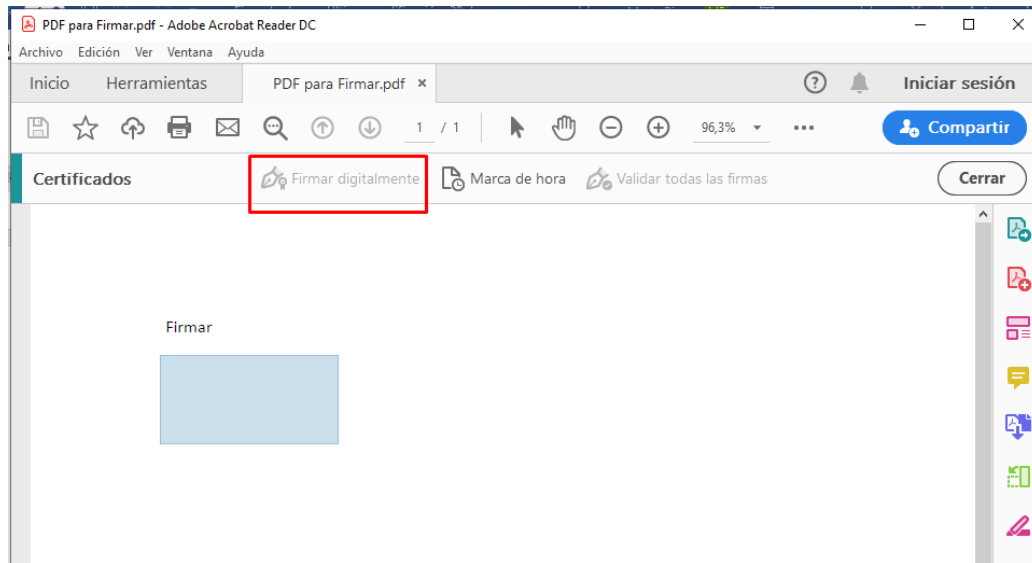 PDF para Firmar.pdf - Adobe Acrobat Reader DC
Archivo Edición Ver Ventana Ayuda
Inicio Herramientas PDF para Firmar.pdf × ? Iniciar sesión
1 / 1 96,3% Compartir
Certificados Firmar digitalmente Marca de hora Validar todas las firmas Cerrar
Firmar